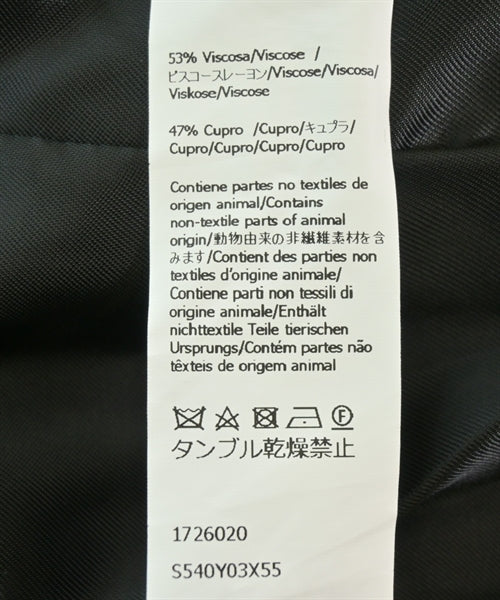 53% Viscosa/Viscose /
ビスコースレーヨン/Viscose/Viscosa/
Viskose/Viscose
47% Cupro /Cupro/キュプラ/
Cupro/Cupro/Cupro/Cupro
Contiene partes no textiles de
origen animal/Contains
non-textile parts of animal
origin/動物由来の非繊維素材を含
みます/Contient des parties non
textiles d'origine animale/
Contiene parti non tessili di
origine animale/Enthält
nichttextile Teile tierischen
Ursprungs/Contém partes não
têxteis de origem animal
F
タンブル乾燥禁止
1726020
S540Y03X55